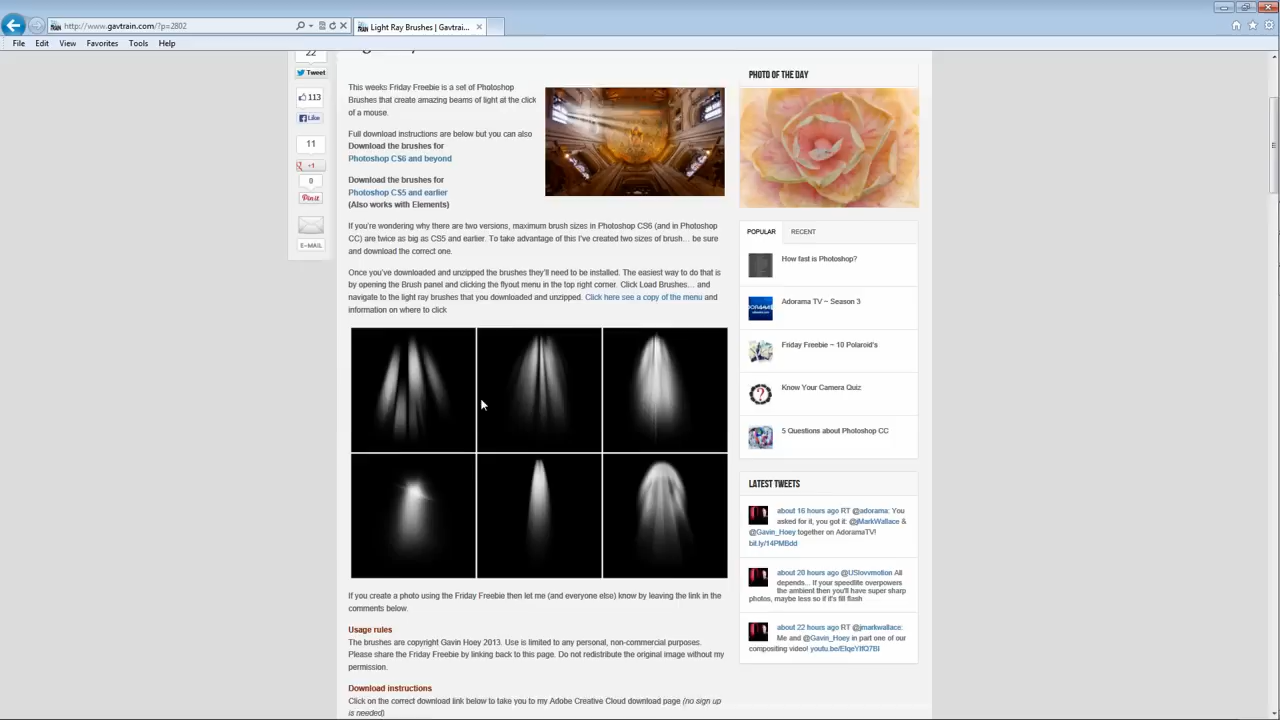 http://www.gavtrain.com/?p=2802
Light Ray Brushes | Gavtrai...
File Edit View Favorites Tools Help
22
Tweet
113
Like
11
+1
0
Pin it
E-MAIL
This weeks Friday Freebie is a set of Photoshop
Brushes that create amazing beams of light at the click
of a mouse.
Full download instructions are below but you can also
Download the brushes for
Photoshop CS6 and beyond
Download the brushes for
Photoshop CS5 and earlier
(Also works with Elements)
If you're wondering why there are two versions, maximum brush sizes in Photoshop CS6 (and in Photoshop
CC) are twice as big as CS5 and earlier. To take advantage of this I've created two sizes of brush... be sure
and download the correct one.
Once you've downloaded and unzipped the brushes they'll need to be installed. The easiest way to do that is
by opening the Brush panel and clicking the flyout menu in the top right corner. Click Load Brushes... and
navigate to the light ray brushes that you downloaded and unzipped. Click here see a copy of the menu and
information on where to click
If you create a photo using the Friday Freebie then let me (and everyone else) know by leaving the link in the
comments below.
Usage rules
The brushes are copyright Gavin Hoey 2013. Use is limited to any personal, non-commercial purposes.
Please share the Friday Freebie by linking back to this page. Do not redistribute the original image without my
permission.
Download instructions
Click on the correct download link below to take you to my Adobe Creative Cloud download page (no sign up
is needed)
PHOTO OF THE DAY
POPULAR RECENT
How fast is Photoshop?
Adorama TV – Season 3
Friday Freebie ~ 10 Polaroid's
Know Your Camera Quiz
5 Questions about Photoshop CC
LATEST TWEETS
about 16 hours ago RT @adorama: You
asked for it, you got it: @jMarkWallace &
@Gavin_Hoey together on AdoramaTV!
bit.ly/14PMBdd
about 20 hours ago @USlovvmotion All
depends... If your speedlite overpowers
the ambient then you'll have super sharp
photos, maybe less so if it's fill flash
about 22 hours ago RT @jmarkwallace:
Me and @Gavin_Hoey in part one of our
compositing video! youtu.be/EIqeYIfQ7BI